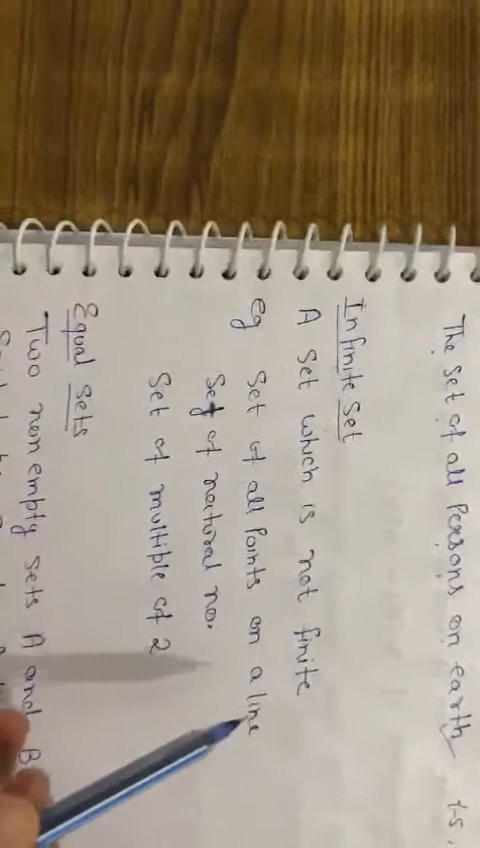 The set of all Persons on earth
Infinite Set
A set which is not finite
eg Set of all Points on a line
Set of natural no.
Set of multiple of 2
Equal Sets
Two non empty sets A and B